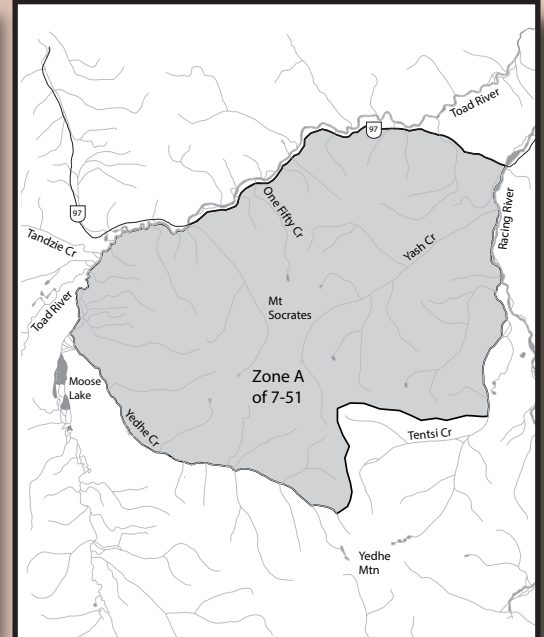 Toad River
97
One Fifty Cr
Racing River
97
Tandzie Cr
Yash Cr
Toad River
Mt
Socrates
Zone A
of 7-51
Moose
Lake
Yedhe Cr
Tentsi Cr
Yedhe
Mtn